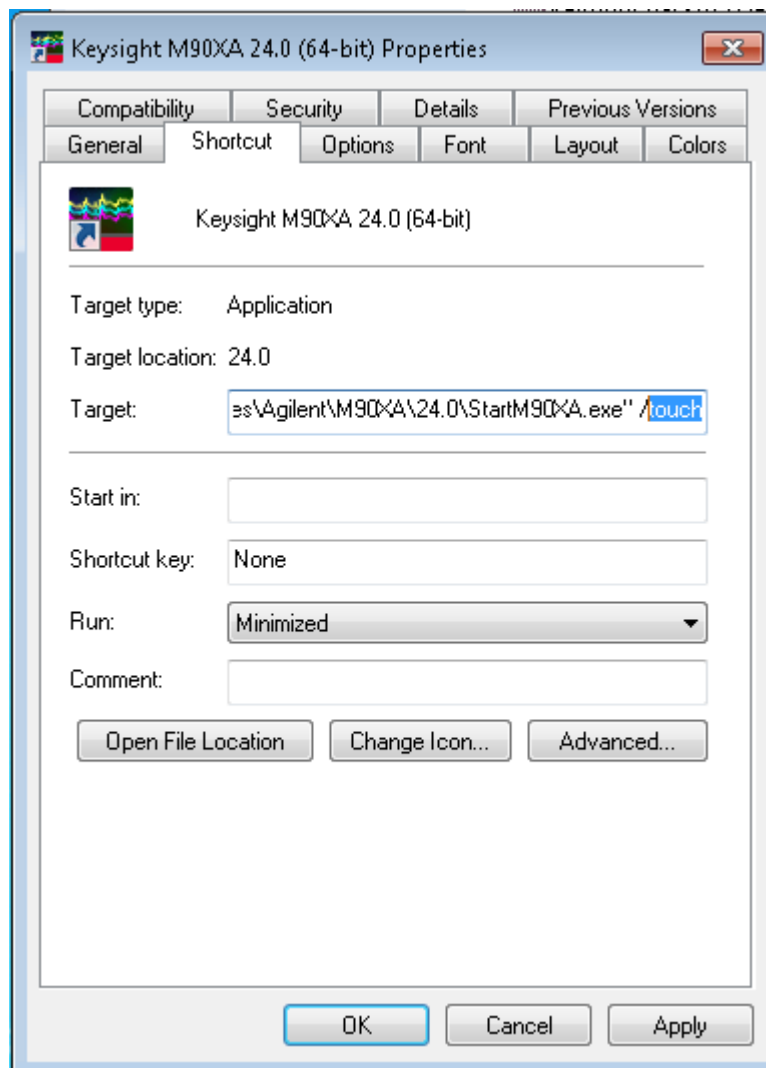 Keysight M90XA 24.0 (64-bit) Properties
Compatibility Security Details Previous Versions
General Shortcut Options Font Layout Colors
Keysight M90XA 24.0 (64-bit)
Target type: Application
Target location: 24.0
Target: es\Agilent\M90XA\24.0\StartM90XA.exe" /touch
Start in:
Shortcut key: None
Run: Minimized
Comment:
Open File Location Change Icon... Advanced...
OK Cancel Apply